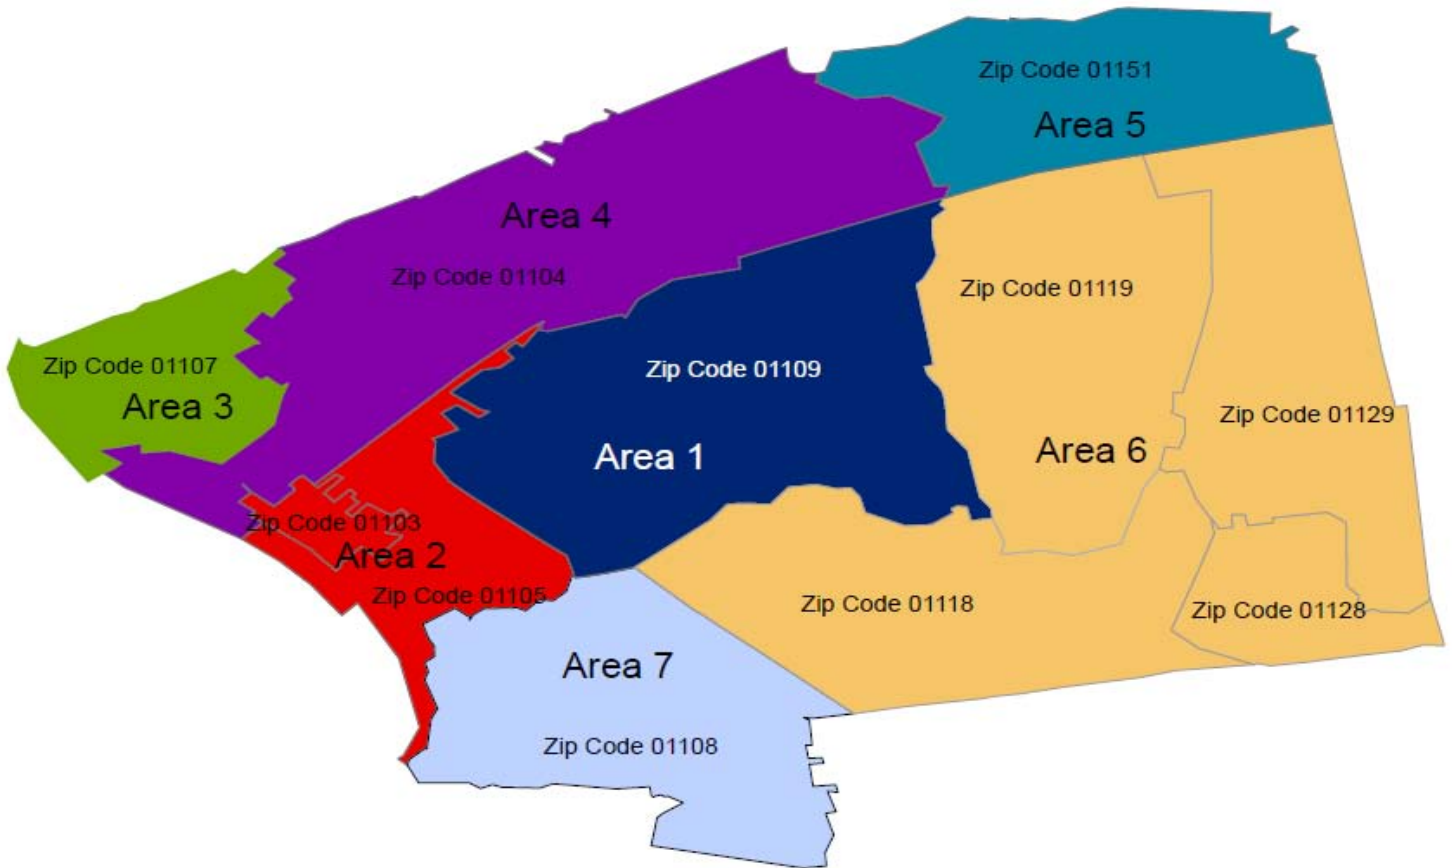 Zip Code 01151
Area 5
Area 4
Zip Code 01104
Zip Code 01119
Zip Code 01107
Area 3
Zip Code 01109
Area 1
Zip Code 01129
Area 6
Zip Code 01103
Area 2
Zip Code 01105
Zip Code 01118
Zip Code 01128
Area 7
Zip Code 01108